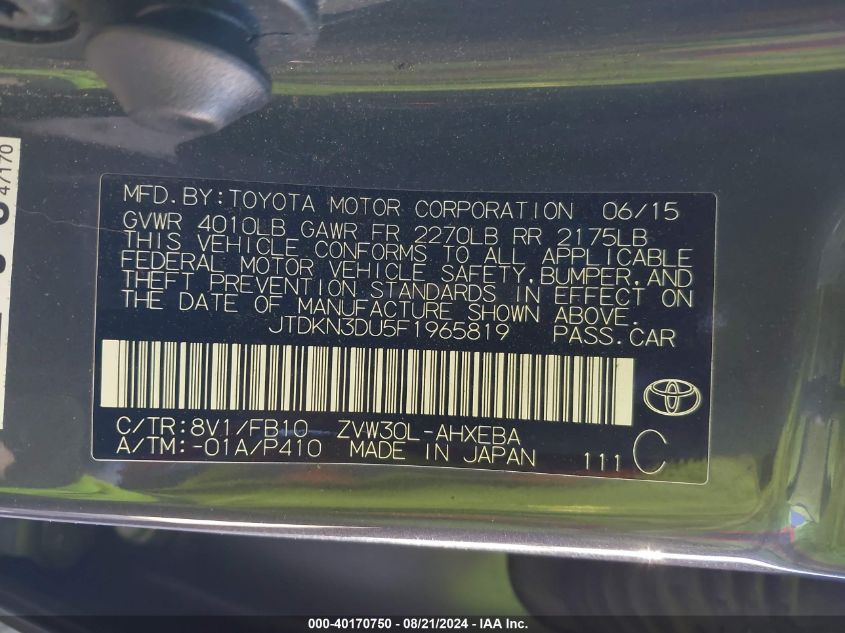 47170
MFD.BY:TOYOTA MOTOR CORPORATION 06/15
GVWR 4010LB GAWR FR 2270LB RR 2175LB
THIS VEHICLE CONFORMS TO ALL APPLICABLE
FEDERAL MOTOR VEHICLE SAFETY,BUMPER,AND
THEFT PREVENTION STANDARDS IN EFFECT ON
THE DATE OF MANUFACTURE SHOWN ABOVE.
JTDKN3DU5F1965819 PASS.CAR
C/TR:8V1/FB10 ZVW30L-AHXEBA
A/TM:-01A/P410 MADE IN JAPAN 111 C
000-40170750 - 08/21/2024 - IAA Inc.